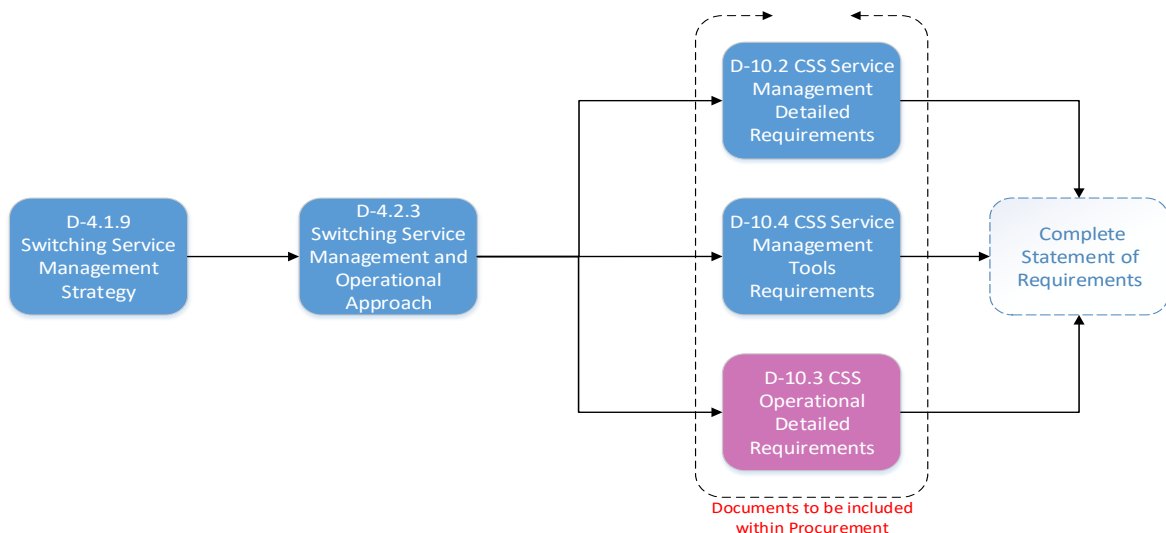 D-4.1.9
Switching Service
Management
Strategy
D-4.2.3
Switching Service
Management and
Operational
Approach
D-10.2 CSS Service
Management
Detailed
Requirements
D-10.4 CSS Service
Management
Tools
Requirements
D-10.3 CSS
Operational
Detailed
Requirements
Documents to be included
within Procurement
Complete
Statement of
Requirements